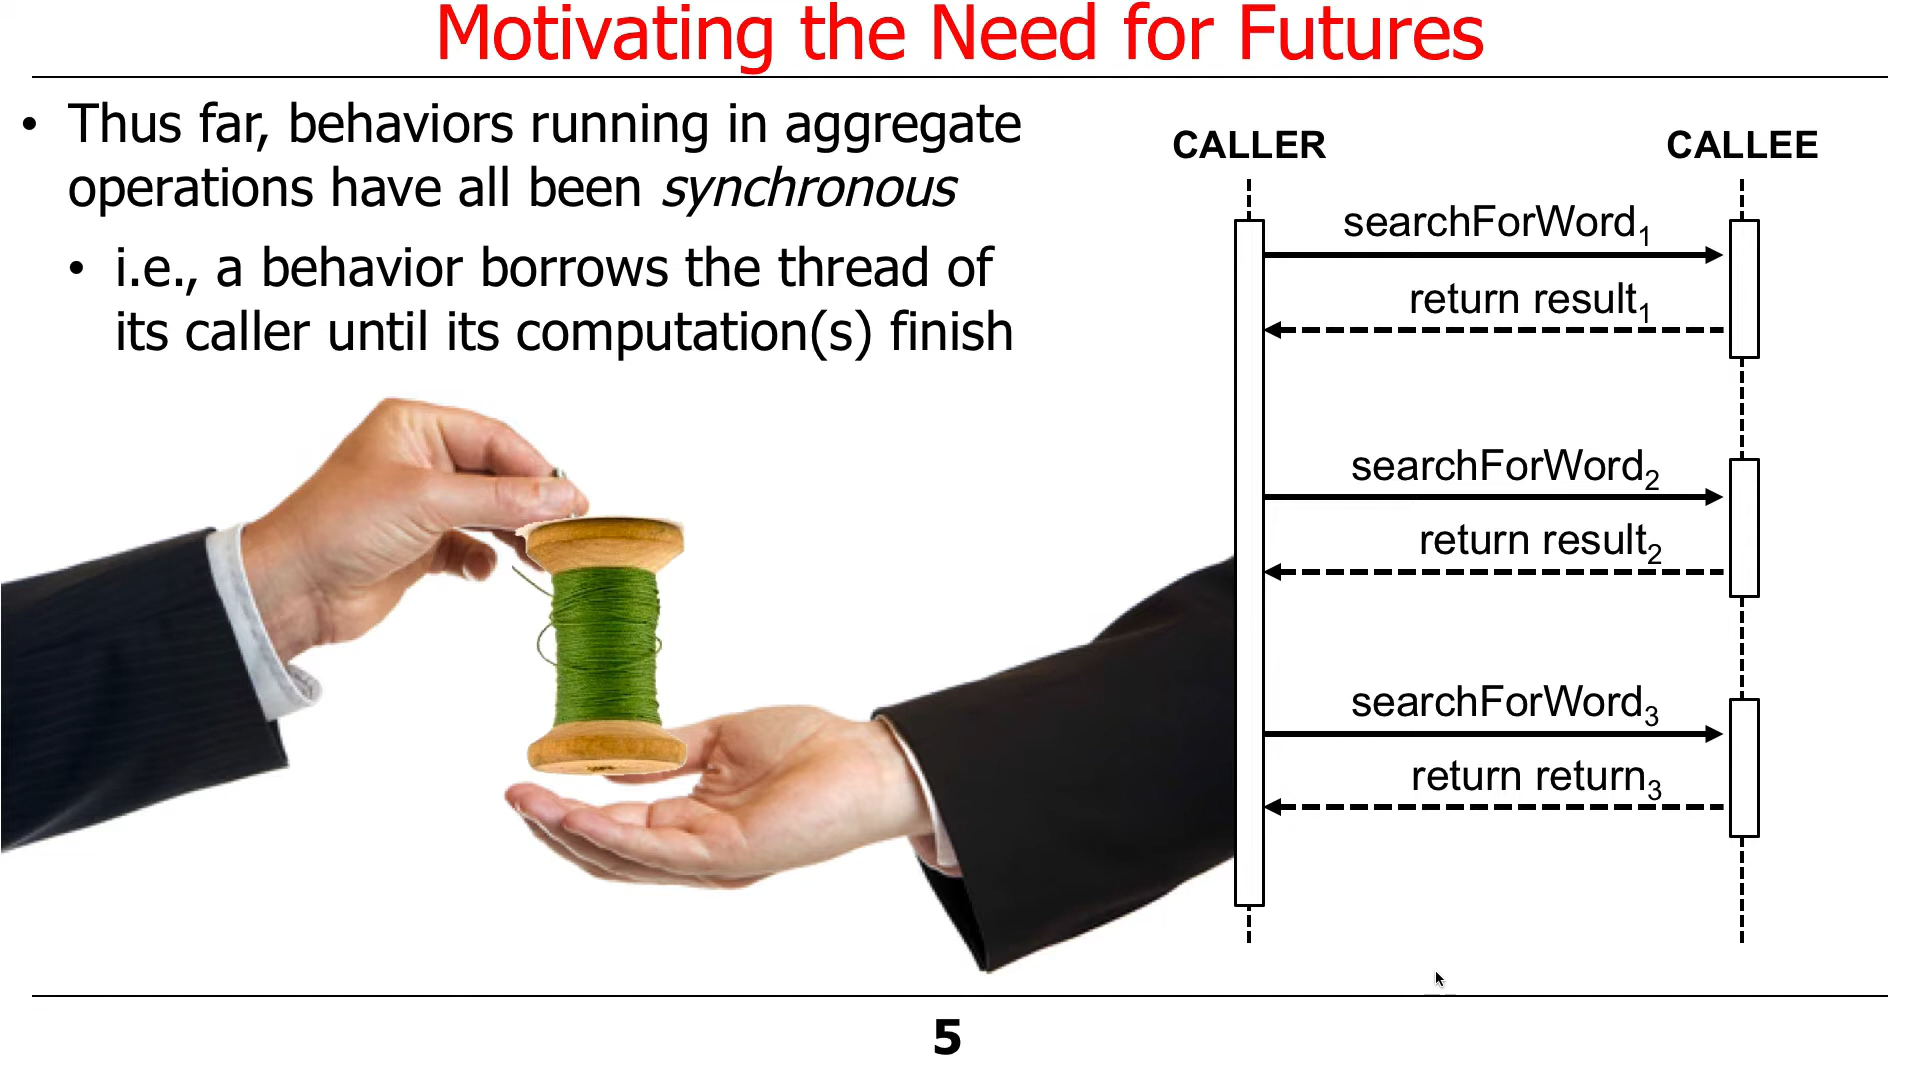 Motivating the Need for Futures
• Thus far, behaviors running in aggregate
operations have all been synchronous
• i.e., a behavior borrows the thread of
its caller until its computation(s) finish
CALLER CALLEE
searchForWord1
return result1
searchForWord2
return result2
searchForWord3
return return3
5